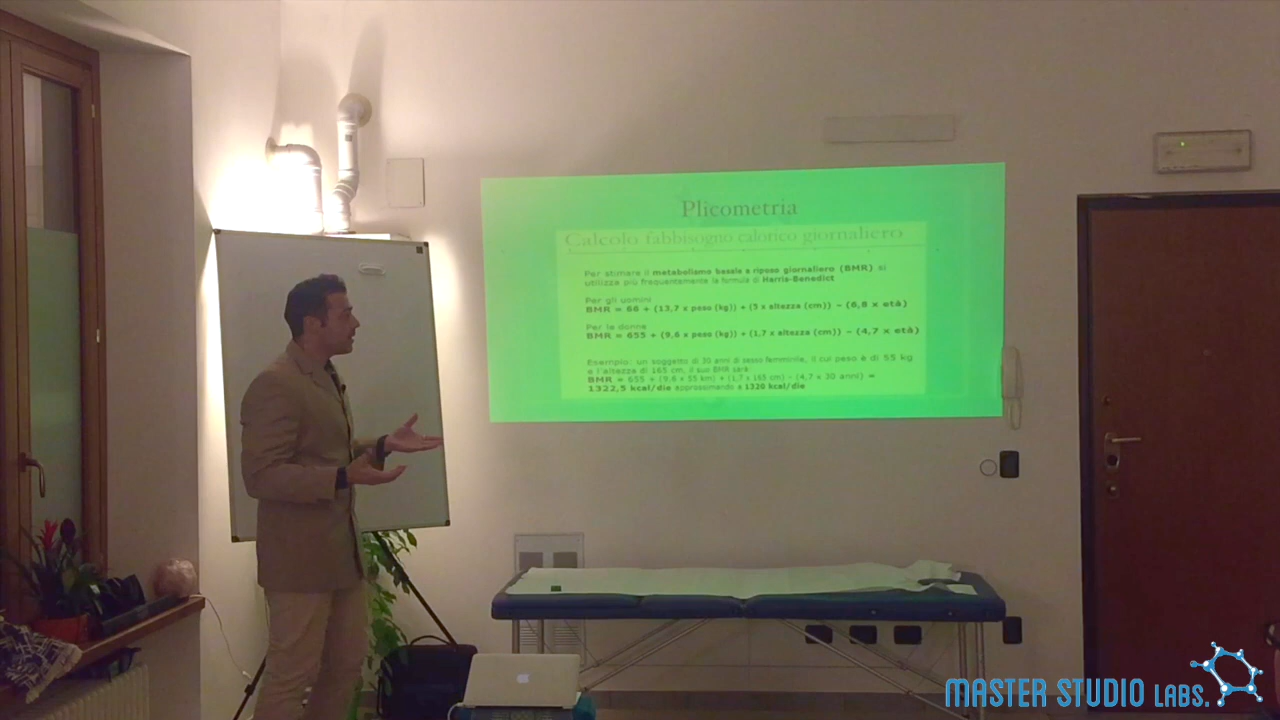 Plicometria
Calcolo fabbisogno calorico giornaliero
Per stimare il metabolismo basale a riposo giornaliero (BMR) si
utilizza più frequentemente la formula di Harris-Benedict
Per gli uomini
BMR = 66 + (13,7 x peso (kg)) + (5 x altezza (cm)) – (6,8 x età)
Per le donne
BMR = 655 + (9,6 x peso (kg)) + (1,7 x altezza (cm)) – (4,7 x età)
Esempio: un soggetto di 30 anni di sesso femminile, il cui peso è di 55 kg
e l'altezza di 165 cm, il suo BMR sarà:
BMR = 655 + (9,6 x 55 km) + (1,7 x 165 cm) – (4,7 x 30 anni) =
1322,5 kcal/die approssimando a 1320 kcal/die
MASTER STUDIO LABS.